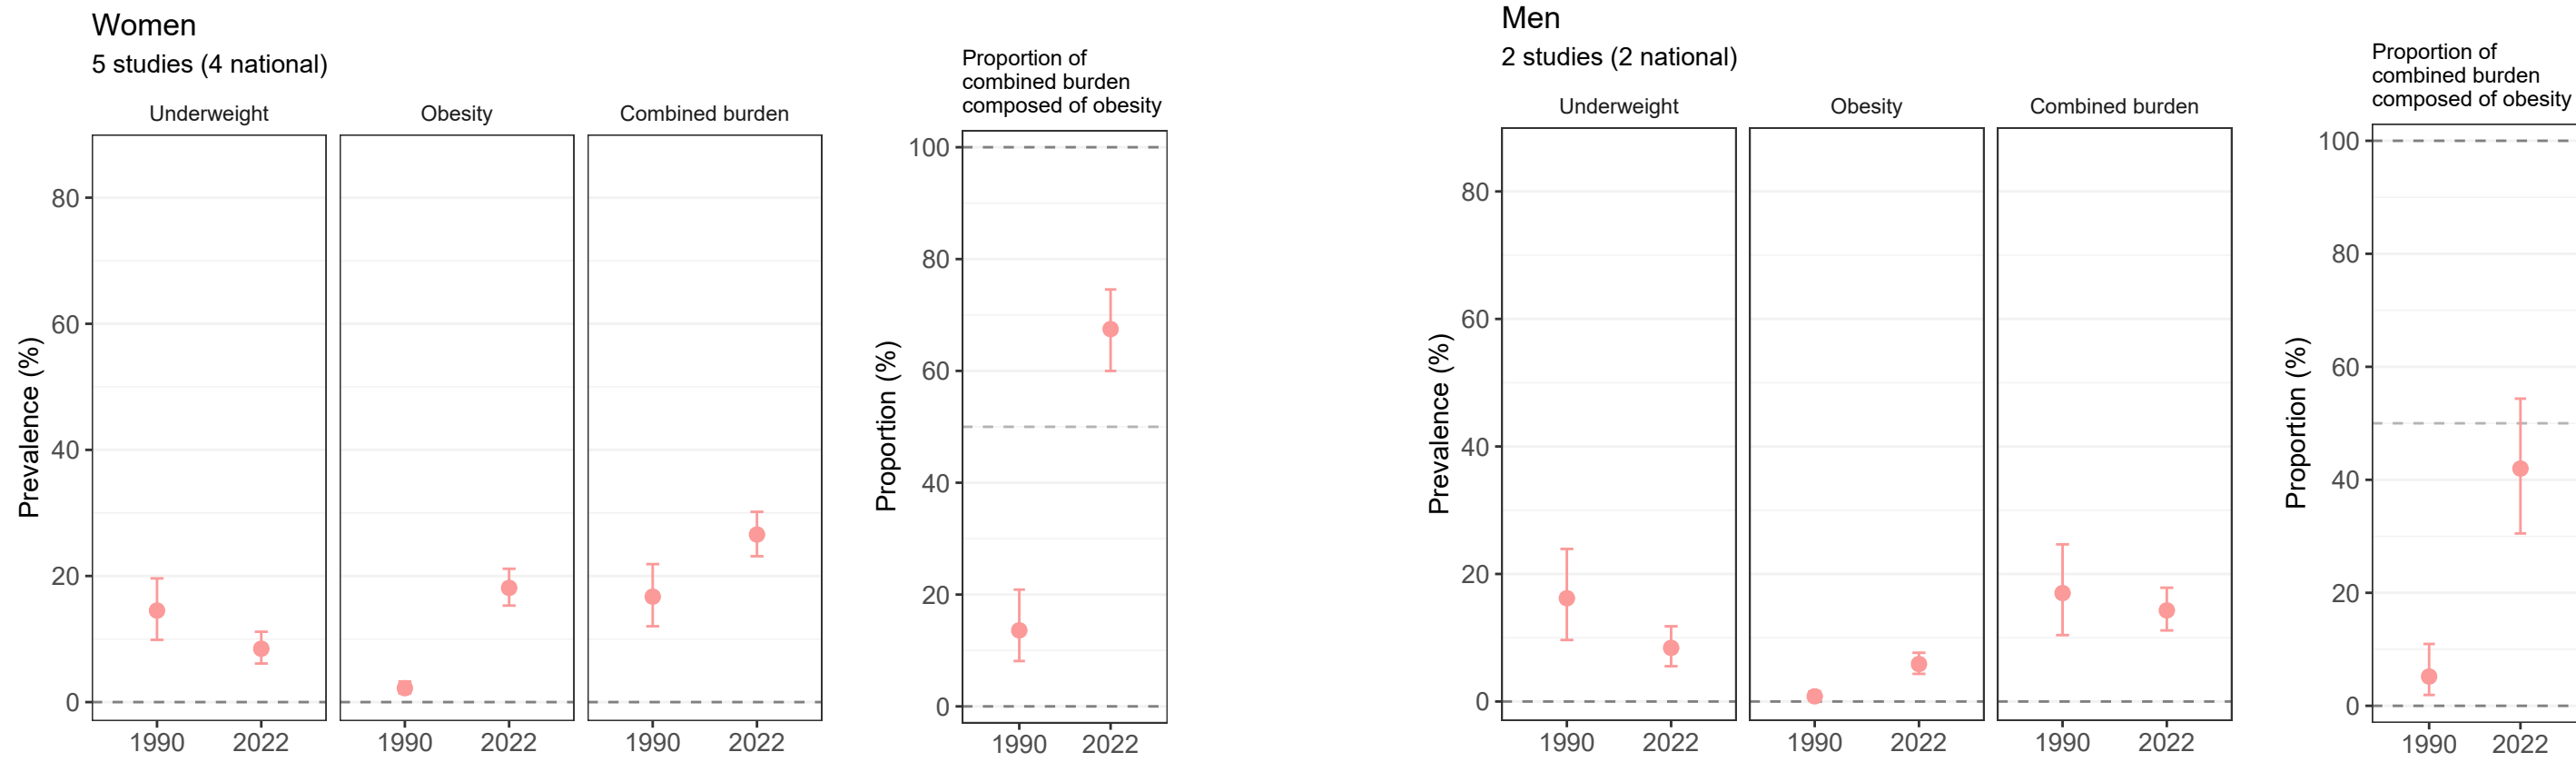 Women
5 studies (4 national)
Underweight
Obesity
Combined burden
Prevalence (%)
80
60
40
20
0
1990
2022
1990
2022
1990
2022
Proportion of
combined burden
composed of obesity
Proportion (%)
100
80
60
40
20
0
1990
2022
Men
2 studies (2 national)
Underweight
Obesity
Combined burden
Prevalence (%)
80
60
40
20
0
1990
2022
1990
2022
1990
2022
Proportion of
combined burden
composed of obesity
Proportion (%)
100
80
60
40
20
0
1990
2022